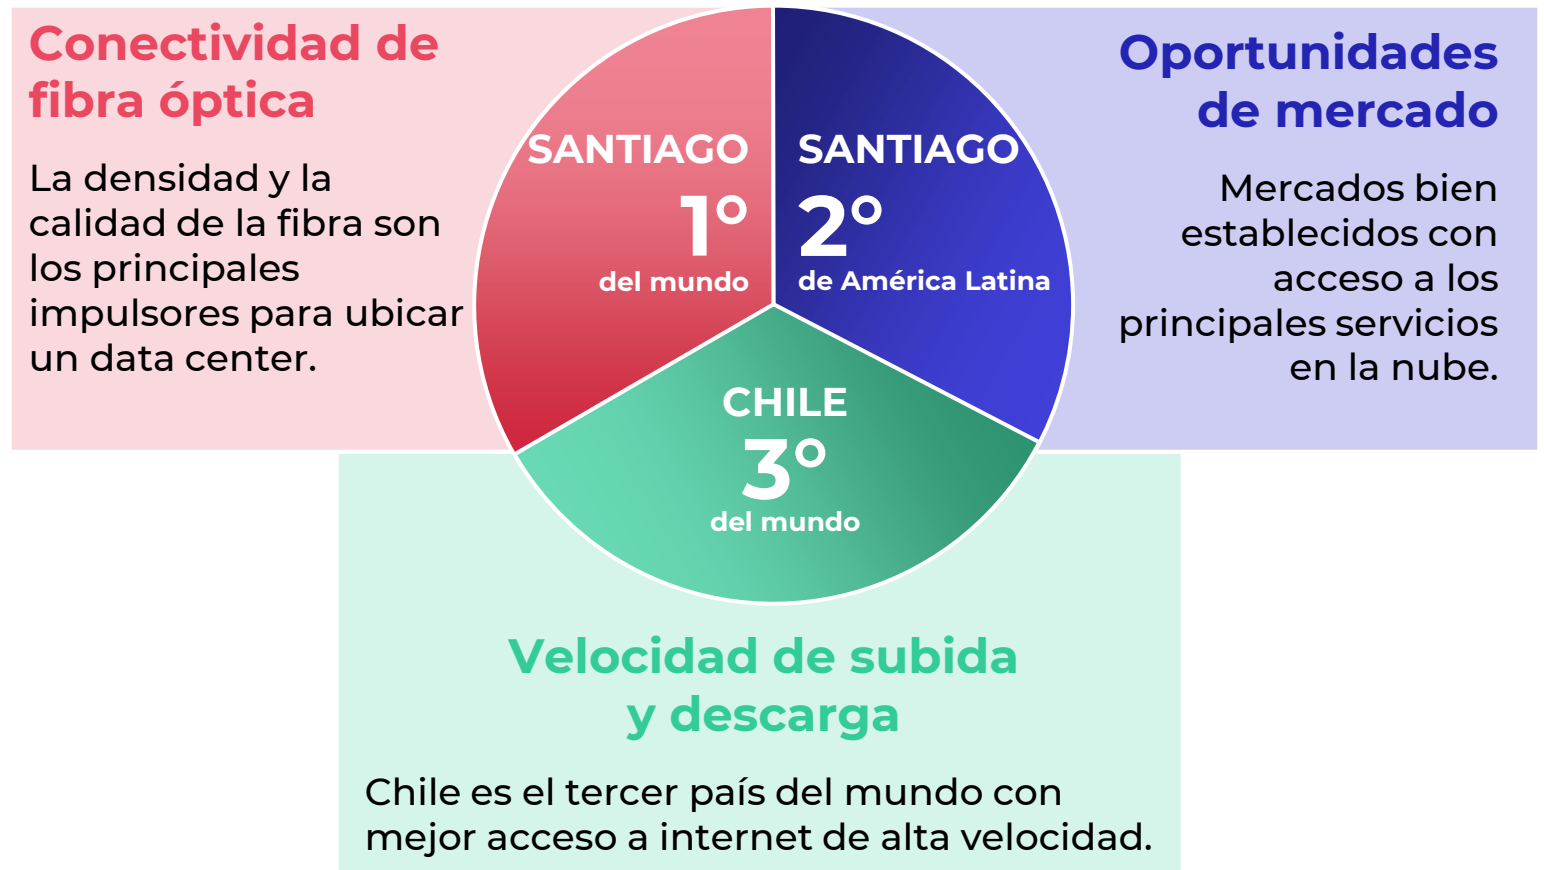 Conectividad de
fibra óptica
La densidad y la
calidad de la fibra son
los principales
impulsores para ubicar
un data center.
SANTIAGO
1°
del mundo
SANTIAGO
2°
de América Latina
Oportunidades
de mercado
Mercados bien
establecidos con
acceso a los
principales servicios
en la nube.
CHILE
3°
del mundo
Velocidad de subida
y descarga
Chile es el tercer país del mundo con
mejor acceso a internet de alta velocidad.